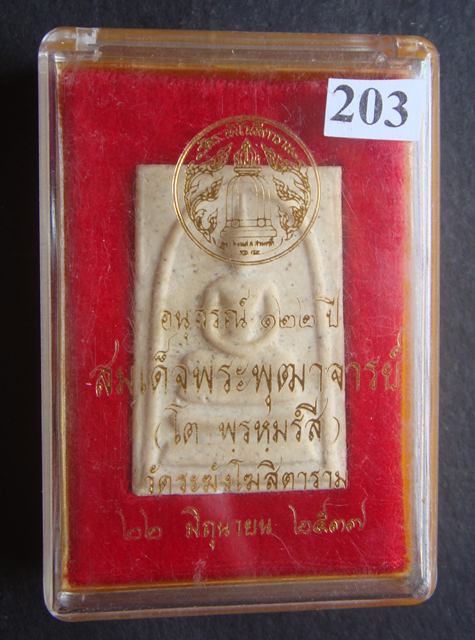 203
อนุสรณ์ ๑๒๒ ปี
สมเด็จพระพุฒาจารย์
(โต พฺรหฺมรํสี)
วัดระฆังโฆสิตาราม
๒๒ มิถุนายน ๒๕๓๗